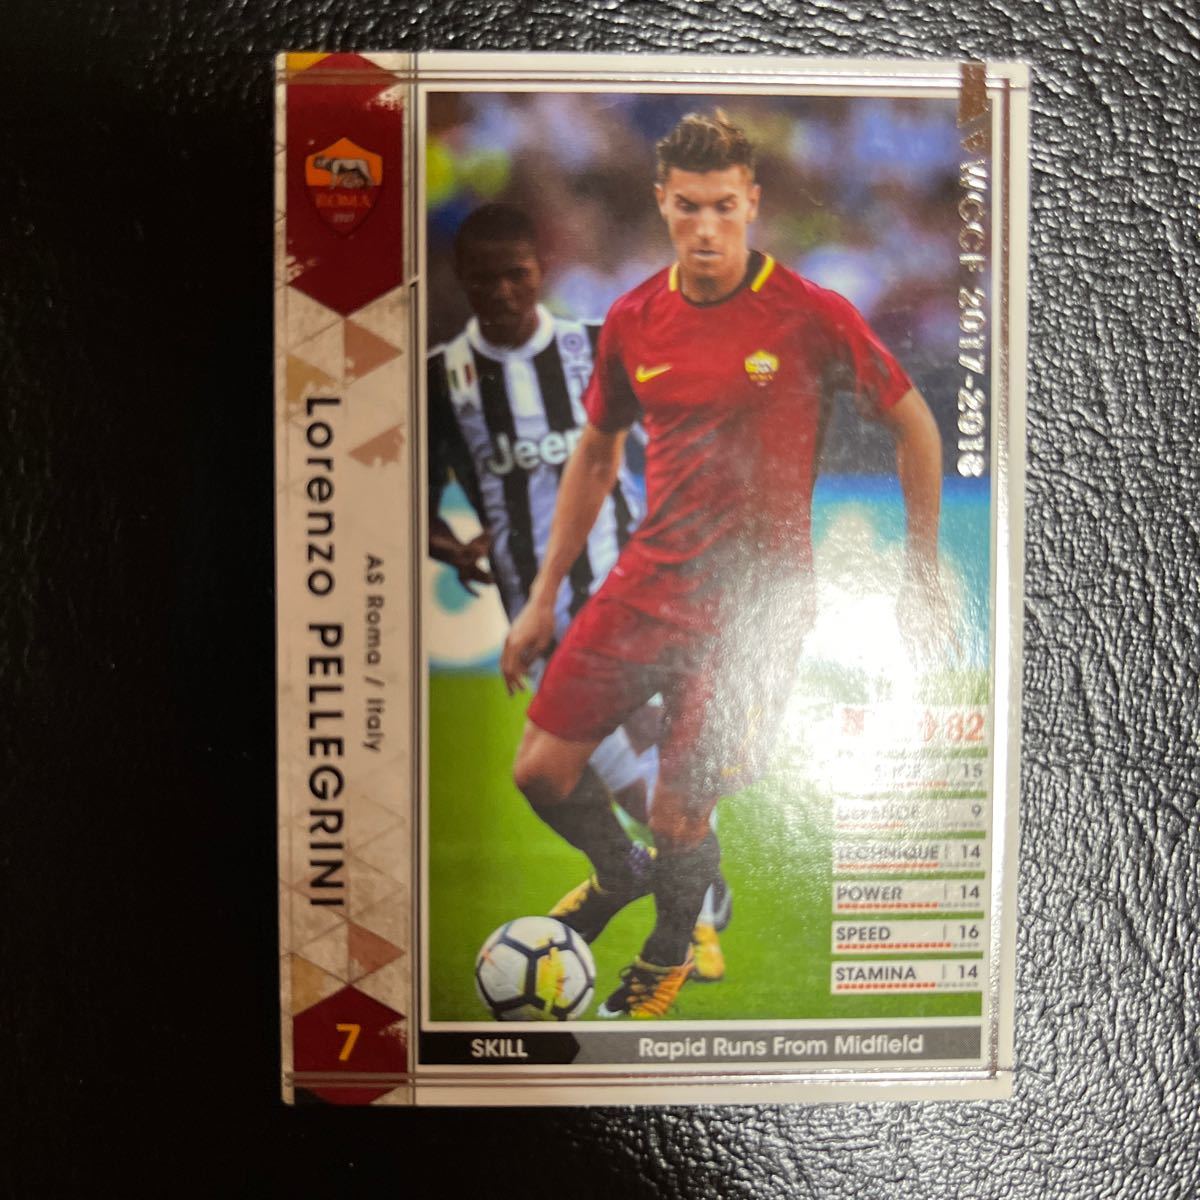 ROMA
1927
Lorenzo PELLEGRINI
AS Roma / Italy
7
WCCF 2017-2018
Jeep
82
15
9
TECHNIQUE 14
POWER 14
SPEED 16
STAMINA 14
SKILL Rapid Runs From Midfield